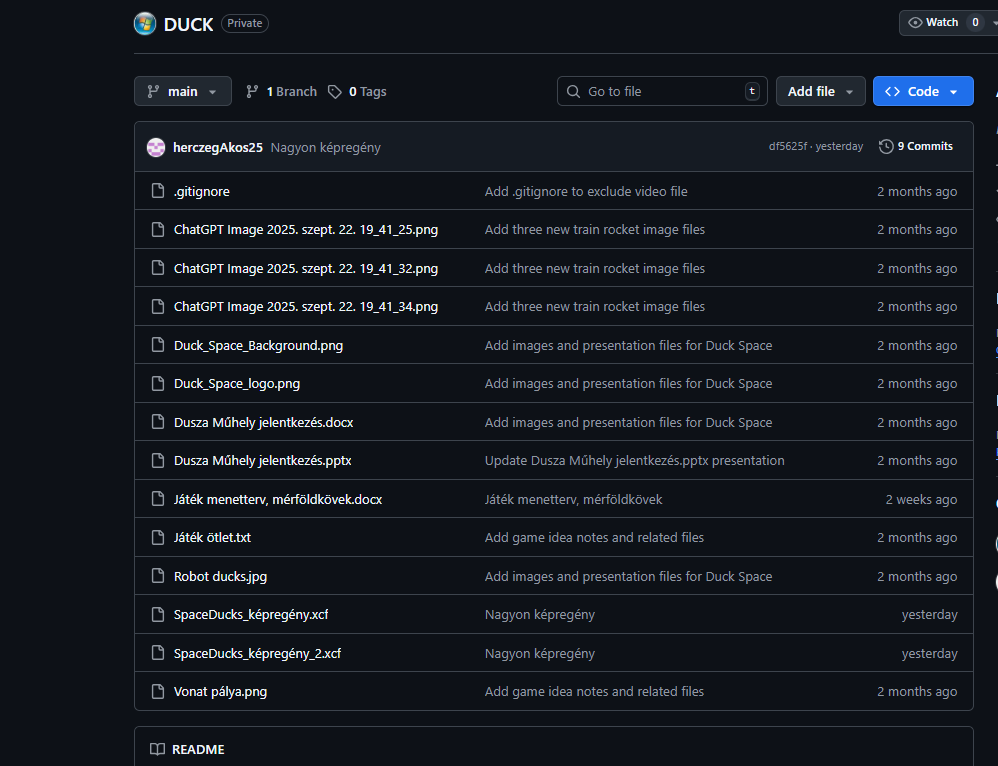 DUCK Private Watch 0
main 1 Branch 0 Tags Go to file t Add file Code
herczegAkos25 Nagyon képregény df5625f · yesterday 9 Commits
.gitignore Add .gitignore to exclude video file 2 months ago
ChatGPT Image 2025. szept. 22. 19_41_25.png Add three new train rocket image files 2 months ago
ChatGPT Image 2025. szept. 22. 19_41_32.png Add three new train rocket image files 2 months ago
ChatGPT Image 2025. szept. 22. 19_41_34.png Add three new train rocket image files 2 months ago
Duck_Space_Background.png Add images and presentation files for Duck Space 2 months ago
Duck_Space_logo.png Add images and presentation files for Duck Space 2 months ago
Dusza Műhely jelentkezés.docx Add images and presentation files for Duck Space 2 months ago
Dusza Műhely jelentkezés.pptx Update Dusza Műhely jelentkezés.pptx presentation 2 months ago
Játék menetterv, mérföldkövek.docx Játék menetterv, mérföldkövek 2 weeks ago
Játék ötlet.txt Add game idea notes and related files 2 months ago
Robot ducks.jpg Add images and presentation files for Duck Space 2 months ago
SpaceDucks_képregény.xcf Nagyon képregény yesterday
SpaceDucks_képregény_2.xcf Nagyon képregény yesterday
Vonat pálya.png Add game idea notes and related files 2 months ago
README